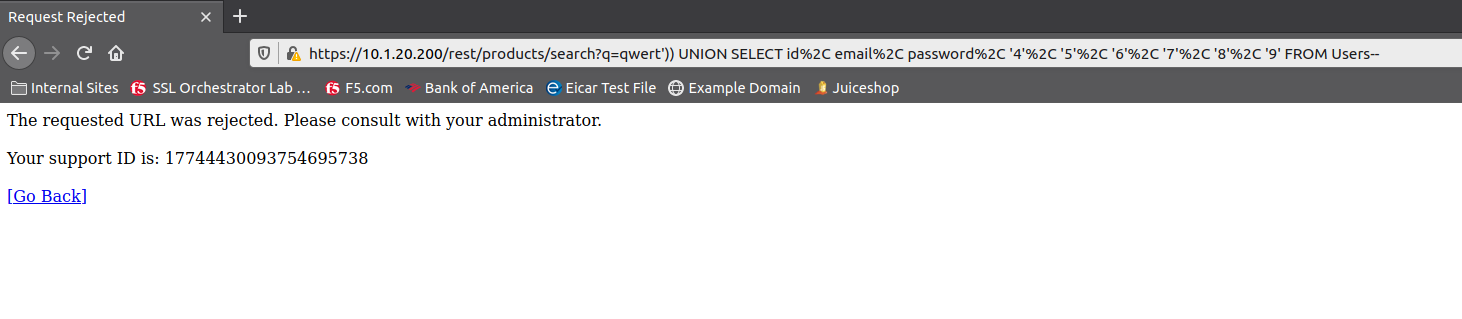 Request Rejected
https://10.1.20.200/rest/products/search?q=qwert')) UNION SELECT id%2C email%2C password%2C '4'%2C '5'%2C '6'%2C '7'%2C '8'%2C '9' FROM Users--
Internal Sites f5 SSL Orchestrator Lab ... f5 F5.com Bank of America e Eicar Test File Example Domain Juiceshop
The requested URL was rejected. Please consult with your administrator.
Your support ID is: 17744430093754695738
[Go Back]